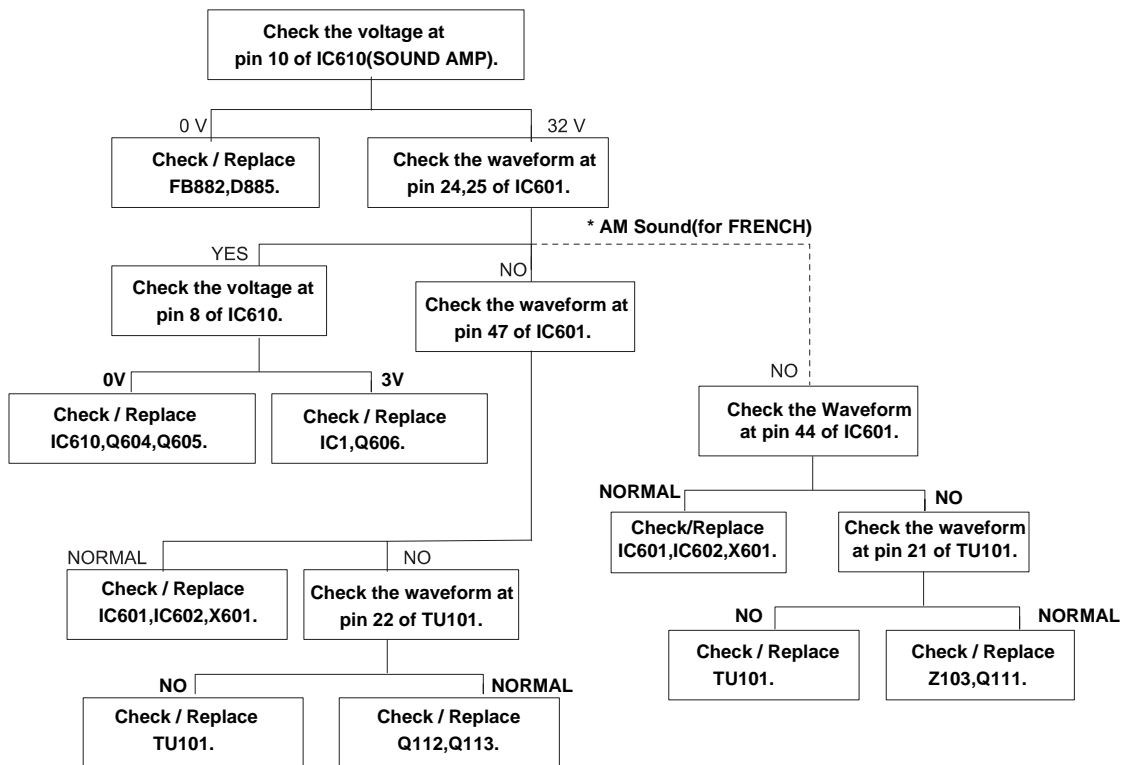 Check the voltage at
pin 10 of IC610(SOUND AMP).
0 V
32 V
Check / Replace
FB882,D885.
Check the waveform at
pin 24,25 of IC601.
* AM Sound(for FRENCH)
YES
NO
Check the voltage at
pin 8 of IC610.
Check the waveform at
pin 47 of IC601.
0V
3V
NO
Check / Replace
IC610,Q604,Q605.
Check / Replace
IC1,Q606.
Check the Waveform
at pin 44 of IC601.
NORMAL
NO
Check/Replace
IC601,IC602,X601.
Check the waveform
at pin 21 of TU101.
NORMAL
NO
Check / Replace
IC601,IC602,X601.
Check the waveform at
pin 22 of TU101.
NO
NORMAL
Check / Replace
TU101.
Check / Replace
Z103,Q111.
NO
NORMAL
Check / Replace
TU101.
Check / Replace
Q112,Q113.